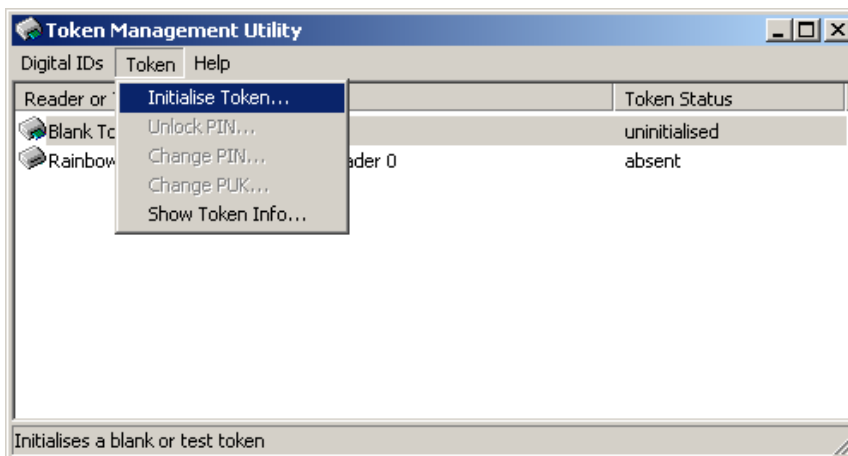 Token Management Utility
Digital IDs Token Help
Reader or Token Status
Initialise Token...
Blank To uninitialised
Unlock PIN...
Rainbow ader 0 absent
Change PIN...
Change PUK...
Show Token Info...
Initialises a blank or test token